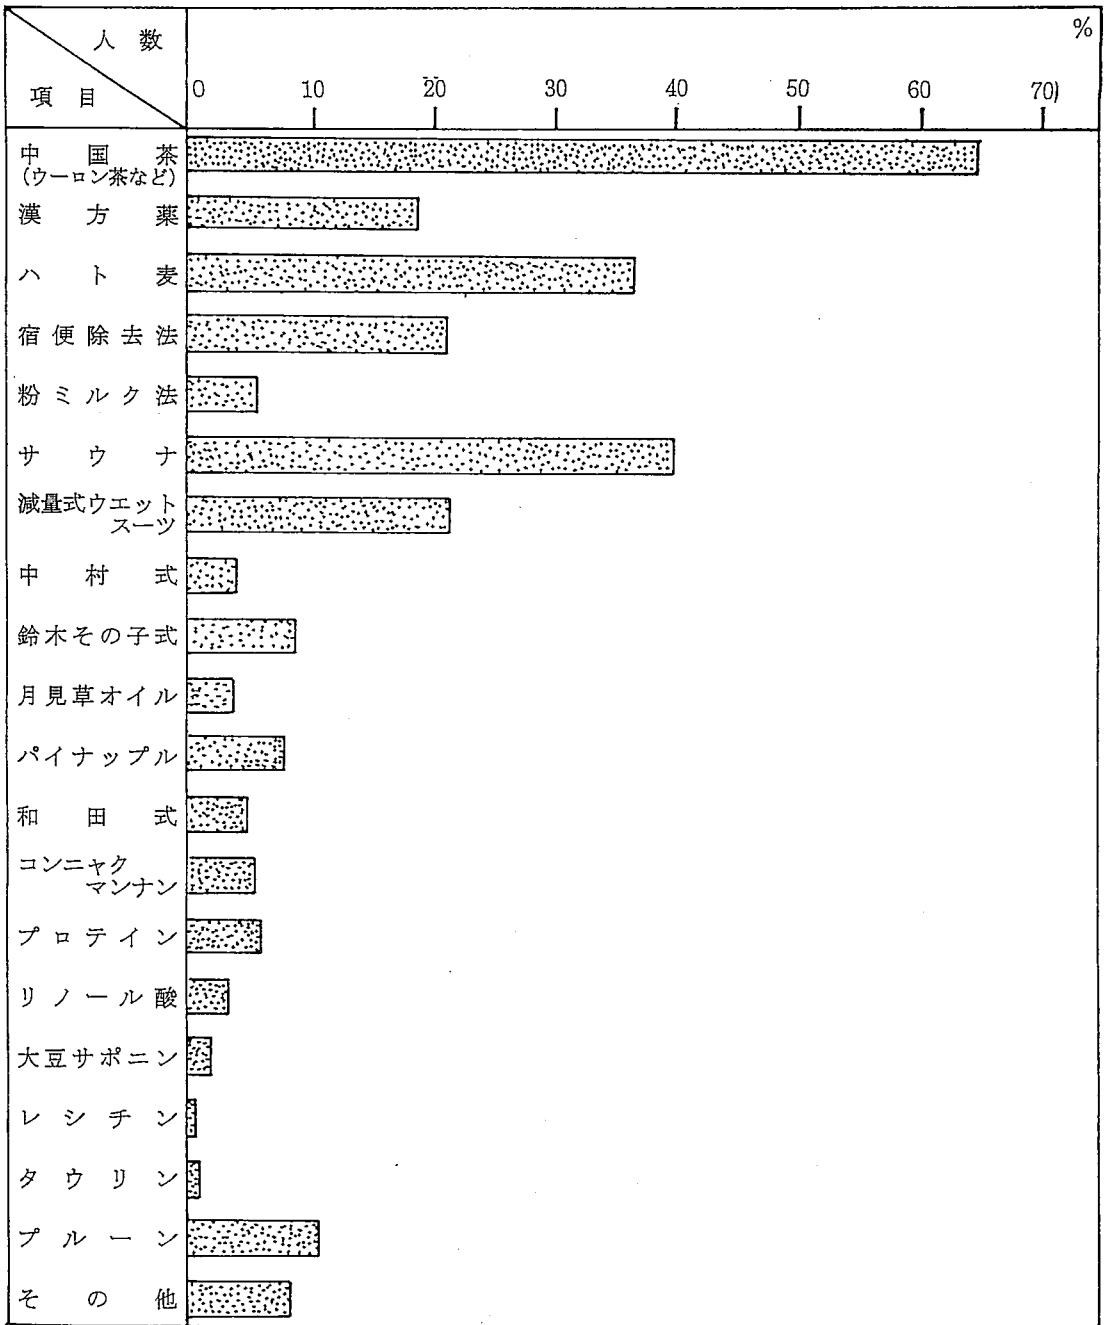 人数
%
項目
0 10 20 30 40 50 60 70)
中国茶
(ウーロン茶など)
漢方薬
ハト麦
宿便除去法
粉ミルク法
サウナ
減量式ウエット
スーツ
中村式
鈴木その子式
月見草オイル
パイナップル
和田式
コンニャク
マンナン
プロテイン
リノール酸
大豆サポニン
レシチン
タウリン
プルーン
その他